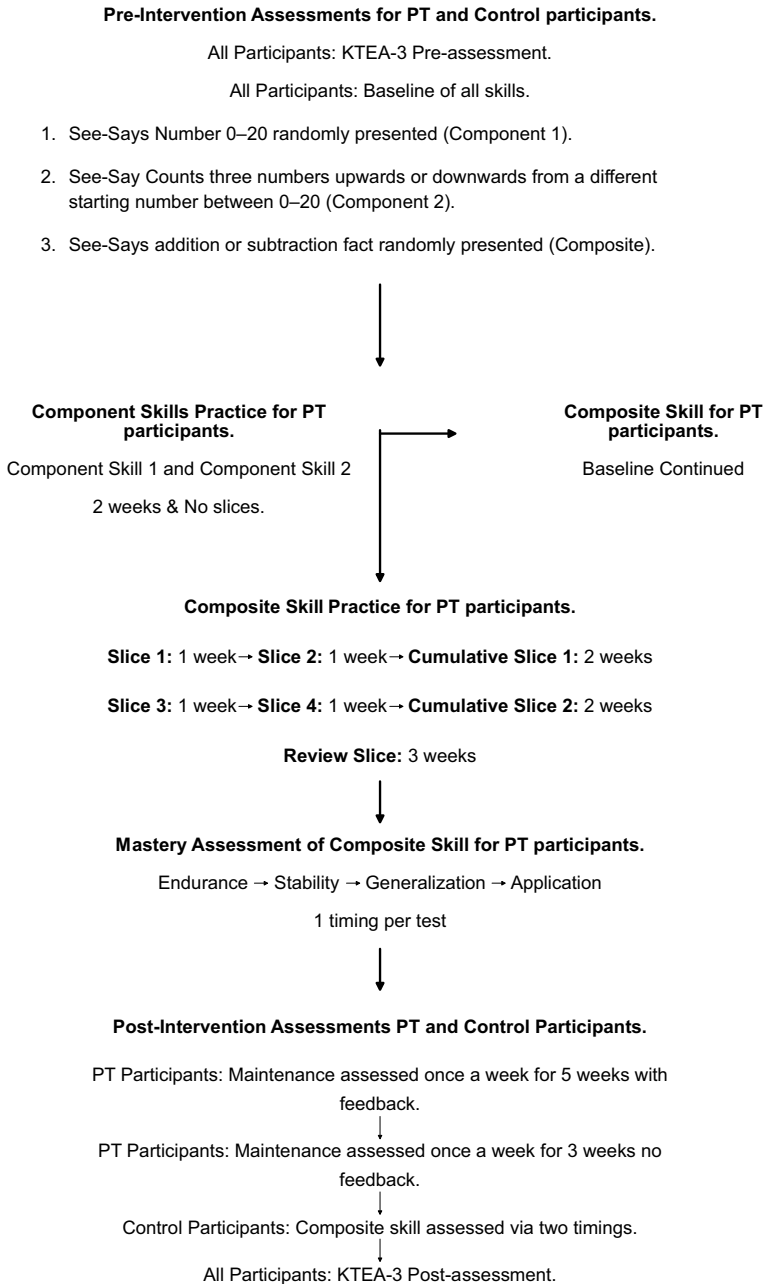 Pre-Intervention Assessments for PT and Control participants.
All Participants: KTEA-3 Pre-assessment.
All Participants: Baseline of all skills.
1. See-Says Number 0–20 randomly presented (Component 1).
2. See-Say Counts three numbers upwards or downwards from a different
starting number between 0–20 (Component 2).
3. See-Says addition or subtraction fact randomly presented (Composite).
Component Skills Practice for PT
participants.
Component Skill 1 and Component Skill 2
2 weeks & No slices.
Composite Skill for PT
participants.
Baseline Continued
Composite Skill Practice for PT participants.
Slice 1: 1 week→ Slice 2: 1 week→ Cumulative Slice 1: 2 weeks
Slice 3: 1 week→ Slice 4: 1 week→ Cumulative Slice 2: 2 weeks
Review Slice: 3 weeks
Mastery Assessment of Composite Skill for PT participants.
Endurance → Stability → Generalization → Application
1 timing per test
Post-Intervention Assessments PT and Control Participants.
PT Participants: Maintenance assessed once a week for 5 weeks with
feedback.
PT Participants: Maintenance assessed once a week for 3 weeks no
feedback.
Control Participants: Composite skill assessed via two timings.
All Participants: KTEA-3 Post-assessment.